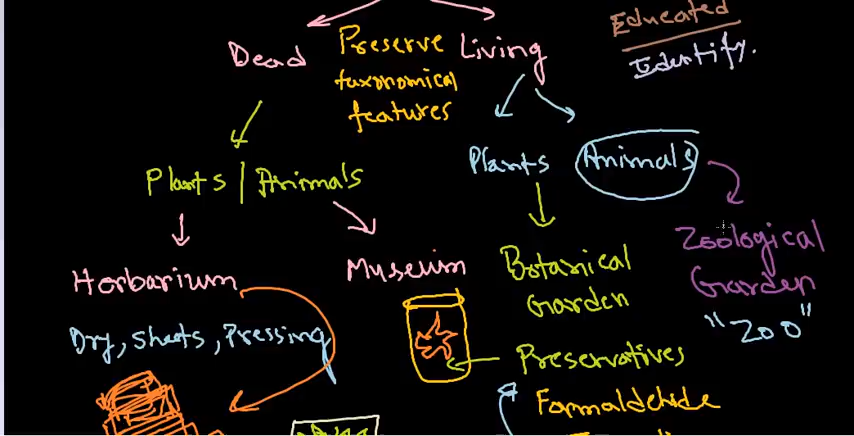 Educated
Identify.
Dead
Preserve
taxonomical
features
Living
Plants | Animals
Plants
Animals
Herbarium
Museum
Botanical
Garden
Zoological
Garden
"ZOO"
Dry, sheets, Pressing
Preservatives
Formaldehide